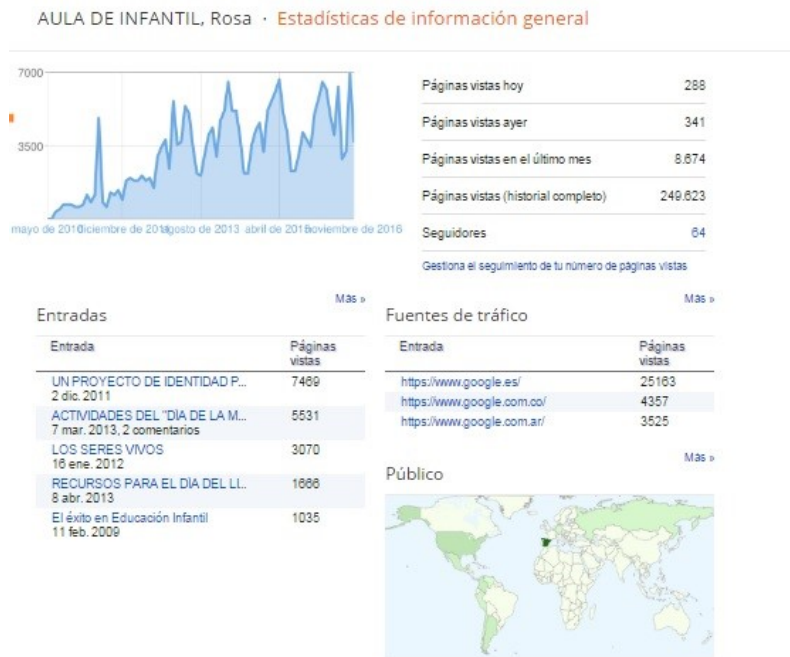 AULA DE INFANTIL, Rosa · Estadísticas de información general
7000
3500
mayo de 2010
diciembre de 2011
agosto de 2013
abril de 2015
noviembre de 2016
Páginas vistas hoy 288
Páginas vistas ayer 341
Páginas vistas en el último mes 8.674
Páginas vistas (historial completo) 249.623
Seguidores 64
Gestiona el seguimiento de tu número de páginas vistas
Más »
Entradas
Entrada Páginas vistas
UN PROYECTO DE IDENTIDAD P... 7469
2 dic. 2011
ACTIVIDADES DEL "DÍA DE LA M... 5531
7 mar. 2013, 2 comentarios
LOS SERES VIVOS 3070
16 ene. 2012
RECURSOS PARA EL DÍA DEL LI... 1666
8 abr. 2013
El éxito en Educación Infantil 1035
11 feb. 2009
Más »
Fuentes de tráfico
Entrada Páginas vistas
https://www.google.es/ 25163
https://www.google.com.co/ 4357
https://www.google.com.ar/ 3525
Más »
Público